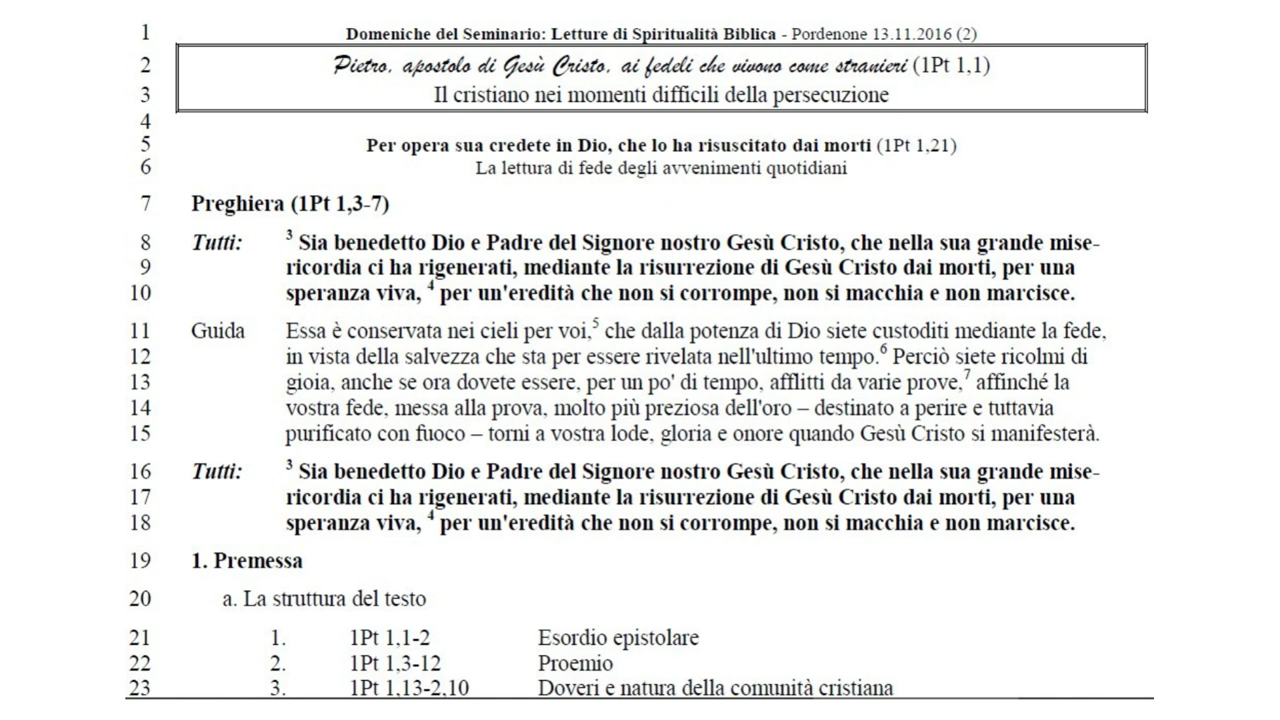 1 Domeniche del Seminario: Letture di Spiritualità Biblica - Pordenone 13.11.2016 (2)
2 Pietro, apostolo di Gesù Cristo, ai fedeli che vivono come stranieri (1Pt 1,1)
3 Il cristiano nei momenti difficili della persecuzione
4
5 Per opera sua credete in Dio, che lo ha risuscitato dai morti (1Pt 1,21)
6 La lettura di fede degli avvenimenti quotidiani
7 Preghiera (1Pt 1,3-7)
8 Tutti: ³ Sia benedetto Dio e Padre del Signore nostro Gesù Cristo, che nella sua grande mise-
9 ricordia ci ha rigenerati, mediante la risurrezione di Gesù Cristo dai morti, per una
10 speranza viva, ⁴ per un'eredità che non si corrompe, non si macchia e non marcisce.
11 Guida Essa è conservata nei cieli per voi,⁵ che dalla potenza di Dio siete custoditi mediante la fede,
12 in vista della salvezza che sta per essere rivelata nell'ultimo tempo.⁶ Perciò siete ricolmi di
13 gioia, anche se ora dovete essere, per un po' di tempo, afflitti da varie prove,⁷ affinché la
14 vostra fede, messa alla prova, molto più preziosa dell'oro – destinato a perire e tuttavia
15 purificato con fuoco – torni a vostra lode, gloria e onore quando Gesù Cristo si manifesterà.
16 Tutti: ³ Sia benedetto Dio e Padre del Signore nostro Gesù Cristo, che nella sua grande mise-
17 ricordia ci ha rigenerati, mediante la risurrezione di Gesù Cristo dai morti, per una
18 speranza viva, ⁴ per un'eredità che non si corrompe, non si macchia e non marcisce.
19 1. Premessa
20 a. La struttura del testo
21 1. 1Pt 1,1-2 Esordio epistolare
22 2. 1Pt 1,3-12 Proemio
23 3. 1Pt 1,13-2,10 Doveri e natura della comunità cristiana